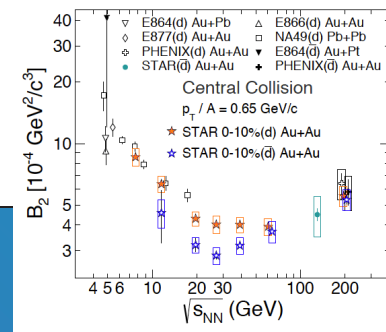 E864(d) Au+Pb E866(d) Au+Au
E877(d) Au+Au NA49(d) Pb+Pb
PHENIX(d) Au+Au E864(d̅) Au+Pt
STAR(d̅) Au+Au PHENIX(d̅) Au+Au
Central Collision
p_T / A = 0.65 GeV/c
STAR 0-10%(d) Au+Au
STAR 0-10%(d̅) Au+Au
B₂ [10⁻⁴ GeV²/c³]
40
20
10
5
4
3
4 5 6 10 20 30 100 200
√s_NN (GeV)